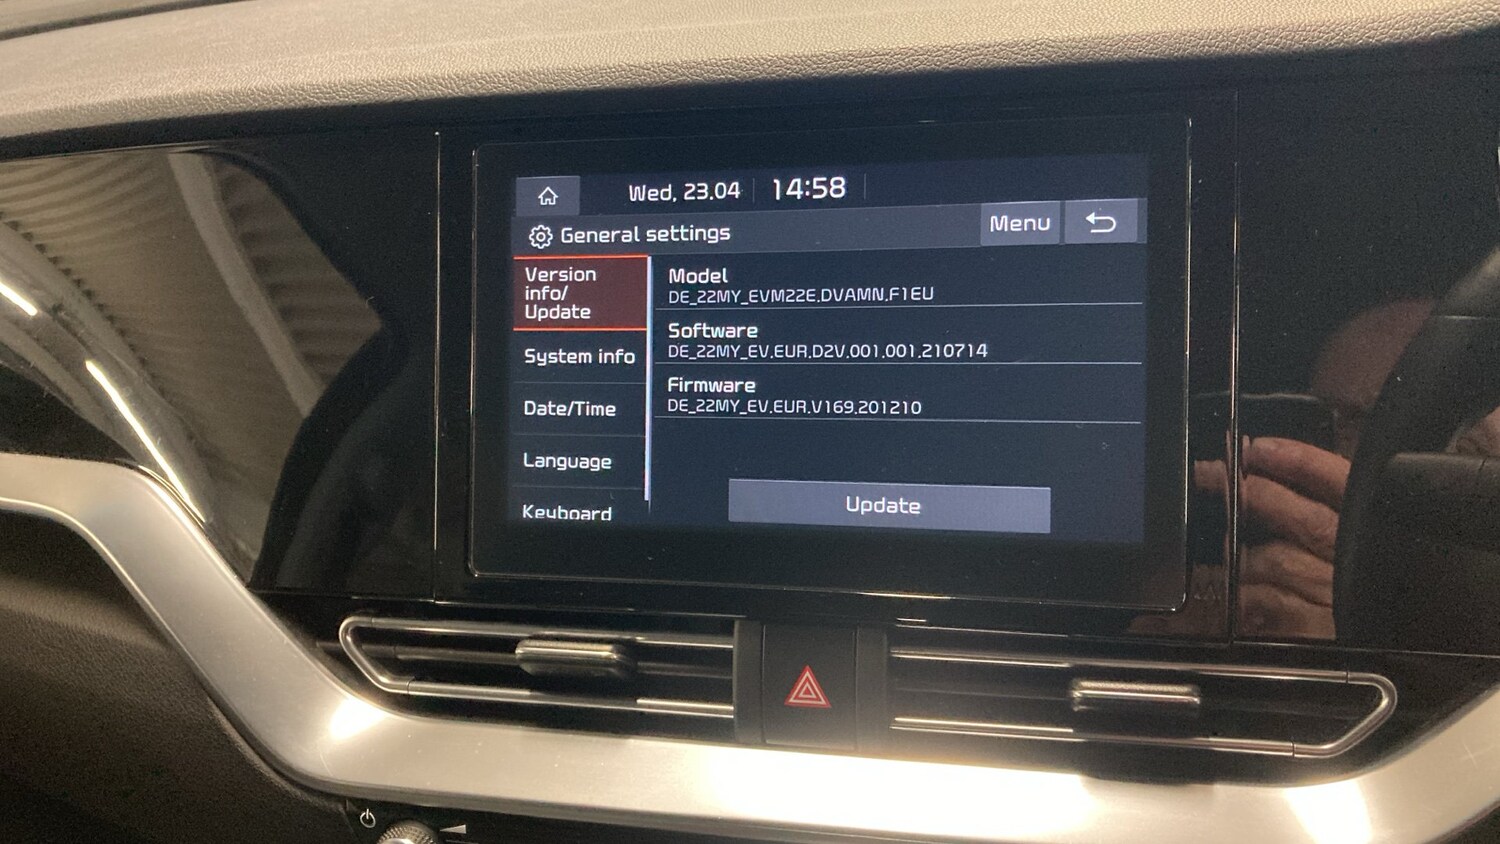 Wed, 23.04 14:58
General settings
Menu
Version
info/
Update
System info
Date/Time
Language
Keyboard
Model
DE_22MY_EVM22E.DVAMN.F1EU
Software
DE_22MY_EV.EUR.D2V.001.001.210714
Firmware
DE_22MY_EV.EUR.V169.201210
Update